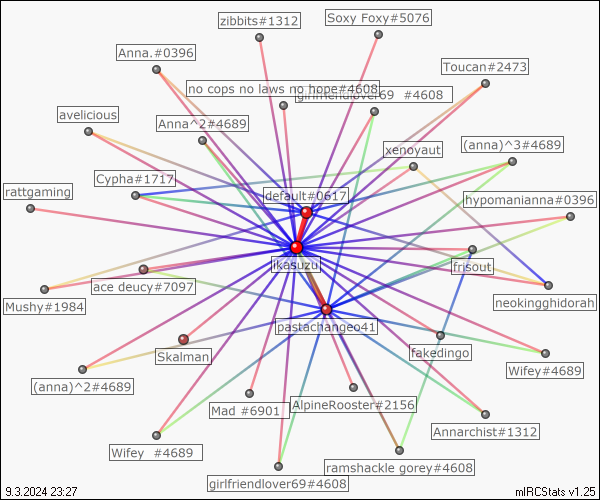 zibbits#1312
Soxy Foxy#5076
Anna.#0396
Toucan#2473
no cops no laws no hope#4608
girlfriendlover69 #4608
avelicious
Anna^2#4689
xenoyaut
(anna)^3#4689
Cypha#1717
rattgaming
default#0617
hypomanianna#0396
ikasuzu
frisout
ace deucy#7097
Mushy#1984
neokingghidorah
pastachangeo41
Skalman
fakedingo
(anna)^2#4689
Wifey#4689
Mad #6901
AlpineRooster#2156
Annarchist#1312
Wifey #4689
ramshackle gorey#4608
girlfriendlover69#4608
9.3.2024 23:27
mIRCStats v1.25